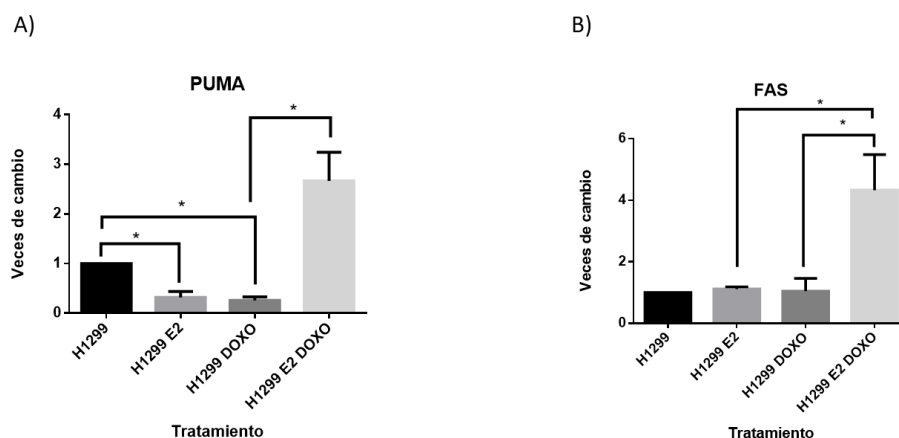 A)
PUMA
Veces de cambio
4
3
2
1
0
*
*
*
H1299
H1299 E2
H1299 DOXO
H1299 E2 DOXO
Tratamiento
B)
FAS
Veces de cambio
6
4
2
0
*
*
H1299
H1299 E2
H1299 DOXO
H1299 E2 DOXO
Tratamiento